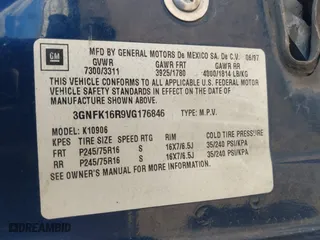 GM
MFD BY GENERAL MOTORS De MEXICO SA. De C.V. 06/97
GVWR GAWR FRT GAWR RR
7300/3311 3925/1780 4000/1814 LB/KG
THIS VEHICLE CONFORMS TO ALL APPLICABLE U.S. FEDERAL MOTOR
VEHICLE SAFETY STANDARDS IN EFFECT ON THE DATE OF
MANUFACTURE SHOWN ABOVE.
3GNFK16R9VG176846 TYPE: M.P.V.
MODEL: K10906
KPES TIRE SIZE SPEED RTG RIM COLD TIRE PRESSURE
FRT P245/75R16 S 16X7/6.5J 35/240 PSI/KPA
RR P245/75R16 S 16X7/6.5J 35/240 PSI/KPA
SEE OWNER'S MANUAL FOR ADDITIONAL INFORMATION
DREAMBID